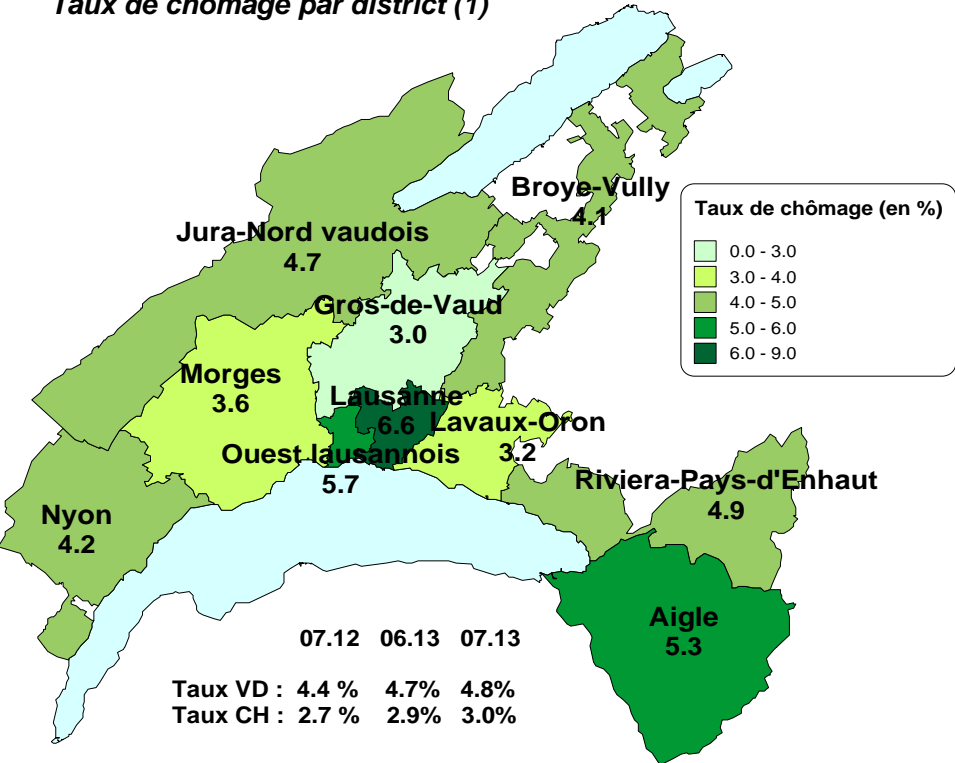 Taux de chômage par district (1)
Broye-Vully
4.1
Taux de chômage (en %)
0.0 - 3.0
3.0 - 4.0
4.0 - 5.0
5.0 - 6.0
6.0 - 9.0
Jura-Nord vaudois
4.7
Gros-de-Vaud
3.0
Morges
3.6
Lausanne
6.6
Lavaux-Oron
3.2
Ouest lausannois
5.7
Riviera-Pays-d'Enhaut
4.9
Nyon
4.2
Aigle
5.3
07.12 06.13 07.13
Taux VD : 4.4 % 4.7% 4.8%
Taux CH : 2.7 % 2.9% 3.0%